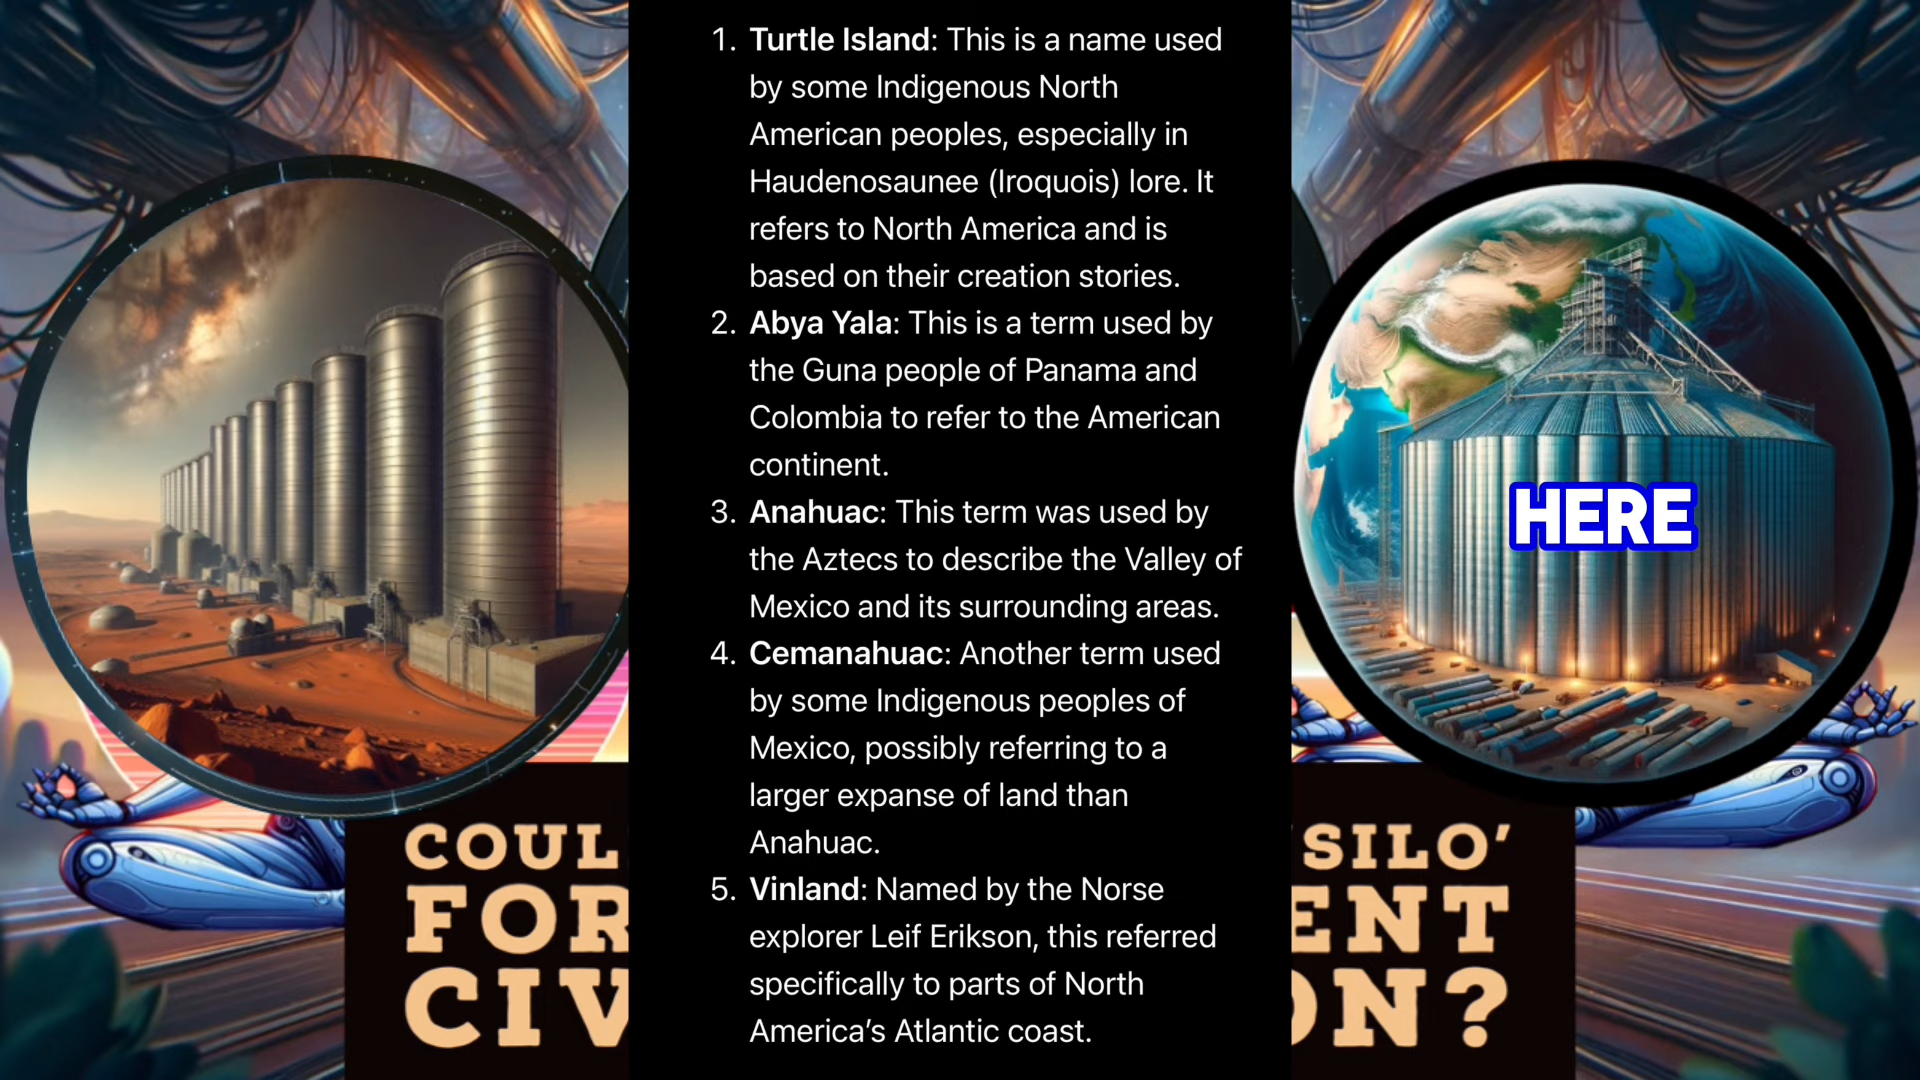 1. Turtle Island: This is a name used
by some Indigenous North
American peoples, especially in
Haudenosaunee (Iroquois) lore. It
refers to North America and is
based on their creation stories.
2. Abya Yala: This is a term used by
the Guna people of Panama and
Colombia to refer to the American
continent.
3. Anahuac: This term was used by
the Aztecs to describe the Valley of
Mexico and its surrounding areas.
4. Cemanahuac: Another term used
by some Indigenous peoples of
Mexico, possibly referring to a
larger expanse of land than
Anahuac.
5. Vinland: Named by the Norse
explorer Leif Erikson, this referred
specifically to parts of North
America’s Atlantic coast.
HERE
COUL SILO’
FOR ENT
CIV ON?